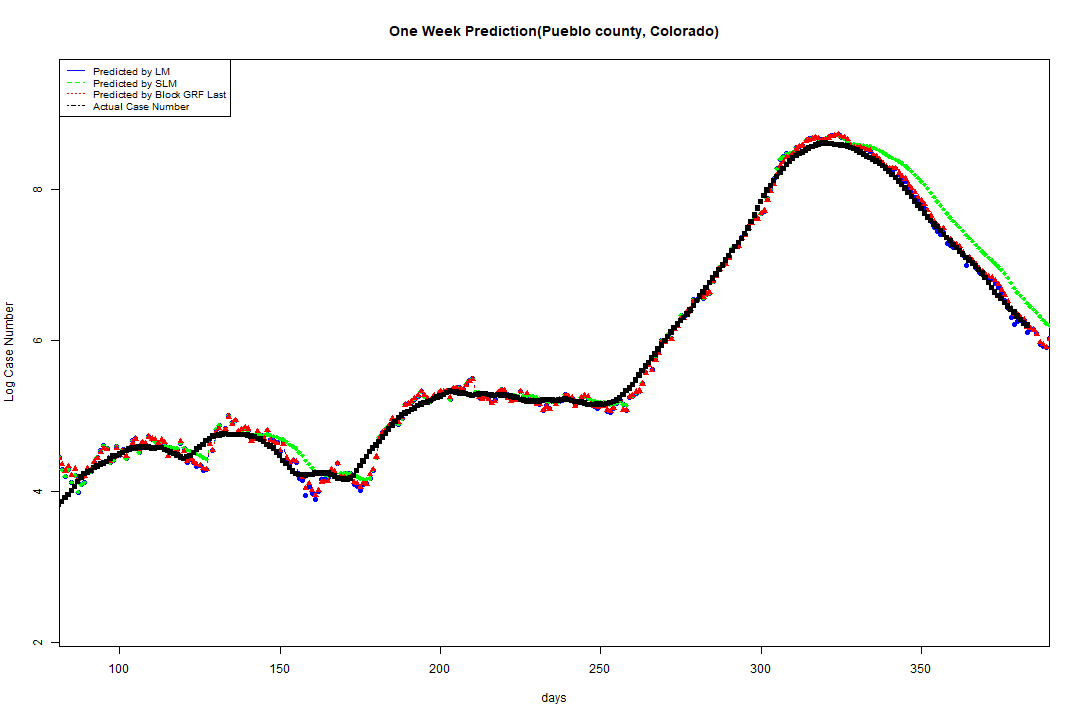 One Week Prediction(Pueblo county, Colorado)
Predicted by LM
Predicted by SLM
Predicted by Block GRF Last
Actual Case Number
Log Case Number
8
6
4
2
100 150 200 250 300 350
days